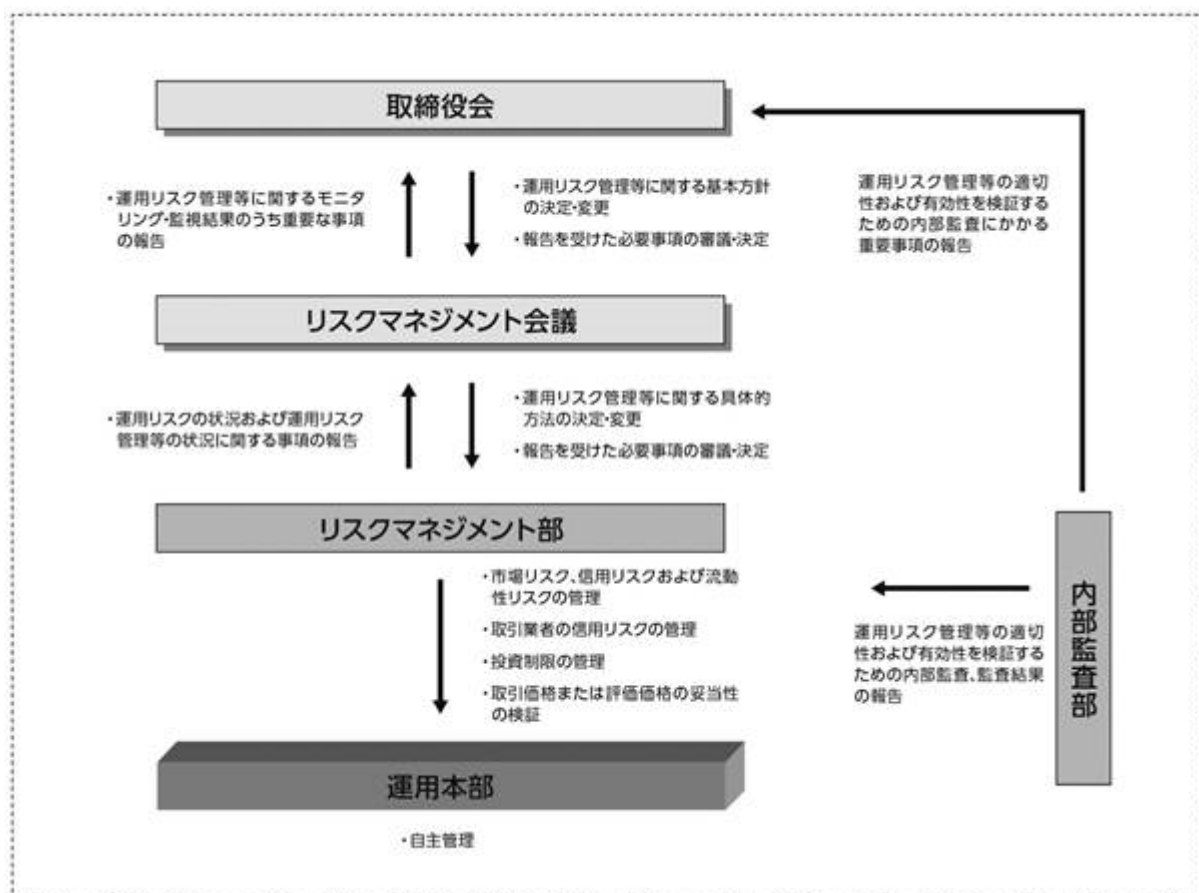 取締役会
・運用リスク管理等に関するモニタ
リング・監視結果のうち重要な事項
の報告
・運用リスク管理等に関する基本方針
の決定・変更
・報告を受けた必要事項の審議・決定
運用リスク管理等の適切
性および有効性を検証する
ための内部監査にかかる
重要事項の報告
リスクマネジメント会議
・運用リスクの状況および運用リスク
管理等の状況に関する事項の報告
・運用リスク管理等に関する具体的
方法の決定・変更
・報告を受けた必要事項の審議・決定
リスクマネジメント部
・市場リスク、信用リスクおよび流動
性リスクの管理
・取引業者の信用リスクの管理
・投資制限の管理
・取引価格または評価価格の妥当性
の検証
運用リスク管理等の適切
性および有効性を検証する
ための内部監査、監査結果
の報告
内部監査部
運用本部
・自主管理